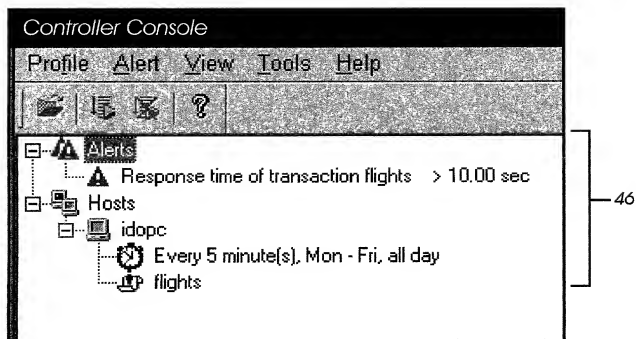 Controller Console
Profile Alert View Tools Help
?
Alerts
Response time of transaction flights > 10.00 sec
Hosts
idopc
Every 5 minute(s), Mon - Fri, all day
flights
46